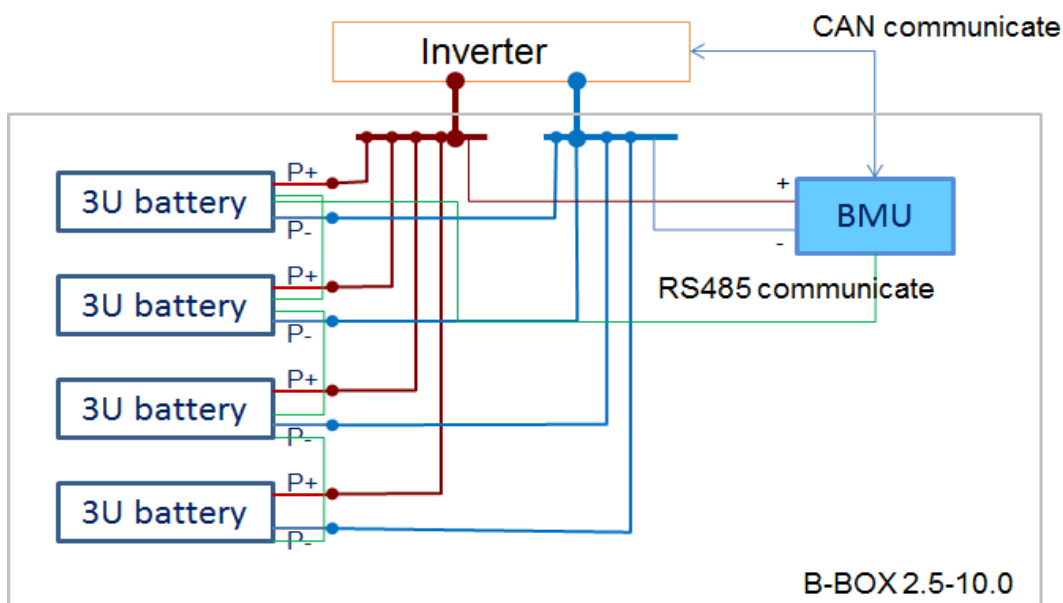 CAN communicate
Inverter
P+
3U battery
P-
+
BMU
-
P+
3U battery
P-
RS485 communicate
P+
3U battery
P-
P+
3U battery
P-
B-BOX 2.5-10.0